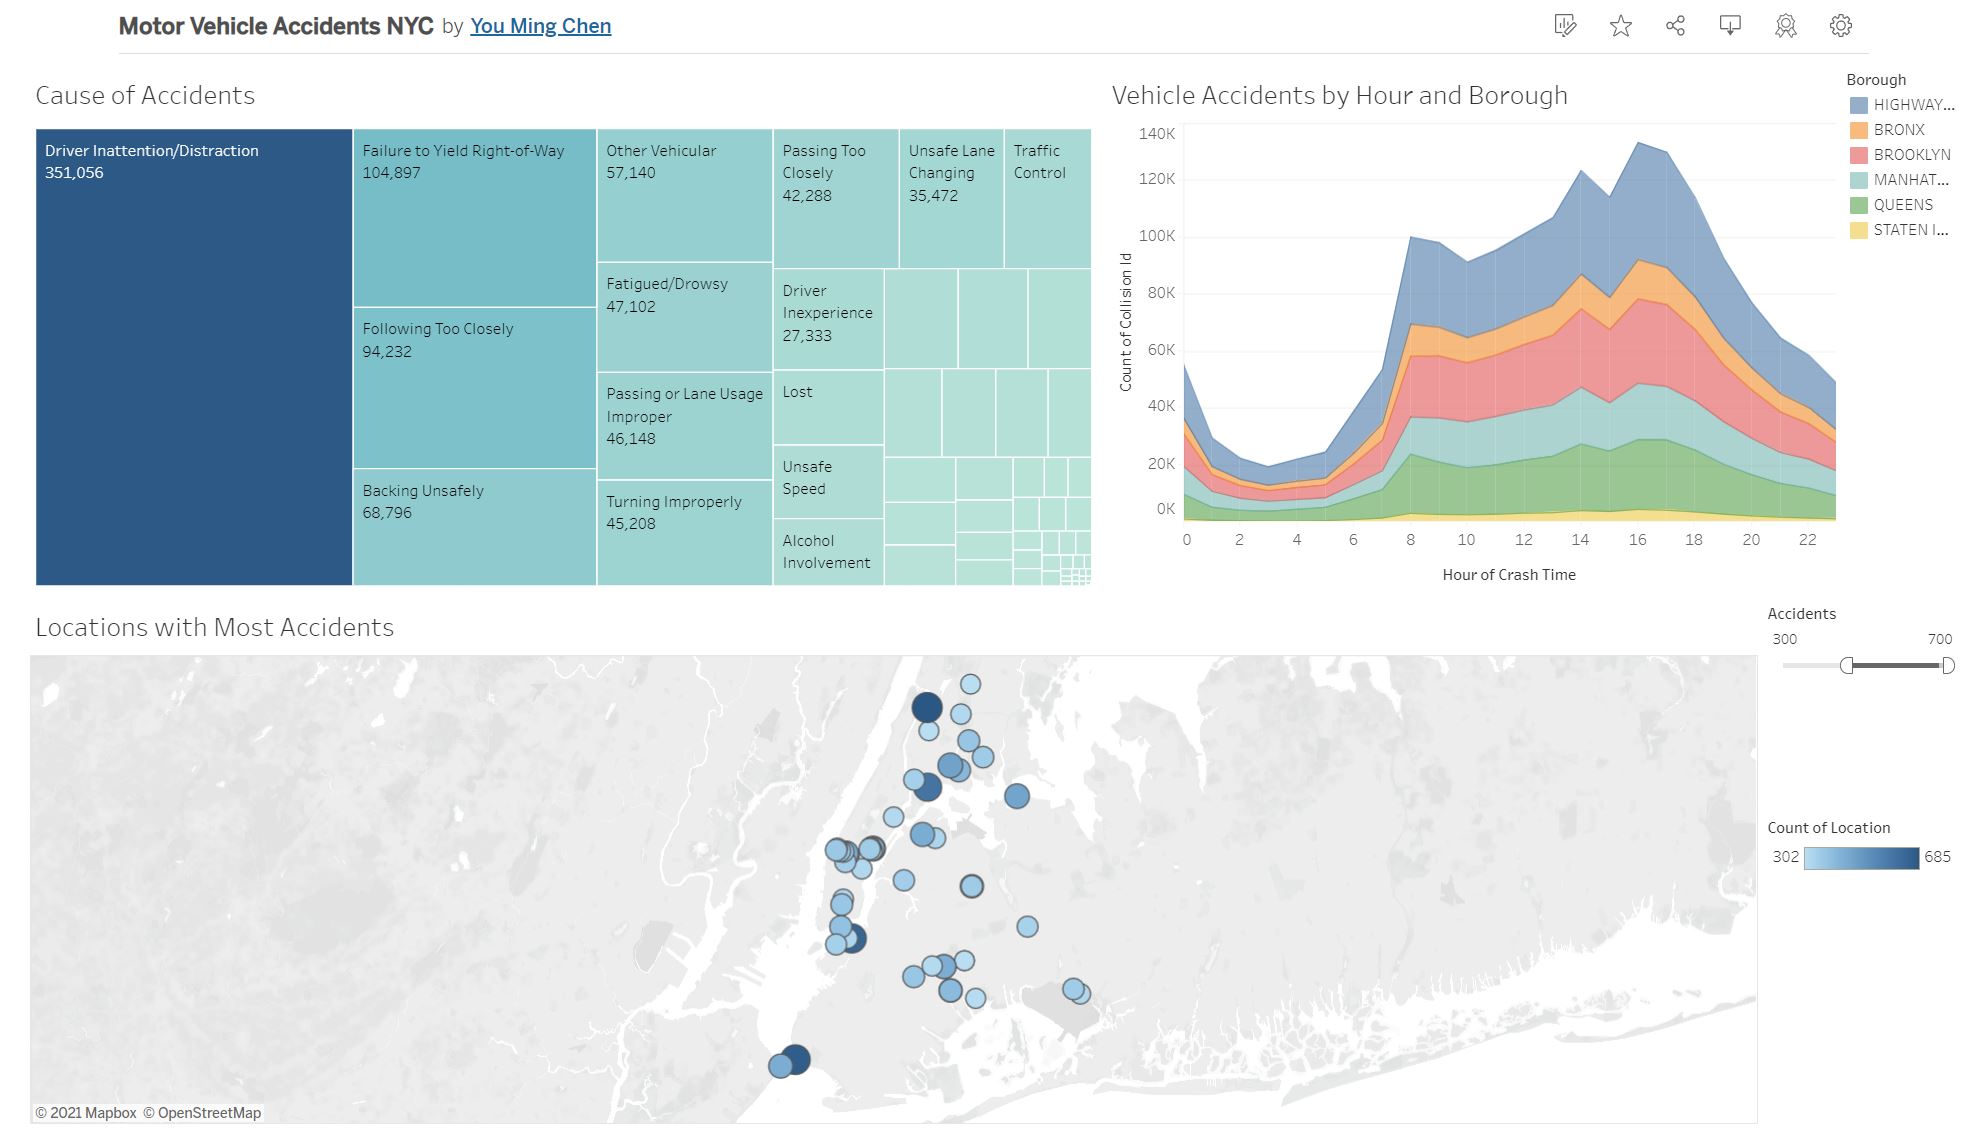 Motor Vehicle Accidents NYC by You Ming Chen
Cause of Accidents
Driver Inattention/Distraction
351,056
Failure to Yield Right-of-Way
104,897
Following Too Closely
94,232
Backing Unsafely
68,796
Other Vehicular
57,140
Fatigued/Drowsy
47,102
Passing or Lane Usage
Improper
46,148
Turning Improperly
45,208
Passing Too
Closely
42,288
Unsafe Lane
Changing
35,472
Traffic
Control
Driver
Inexperience
27,333
Lost
Unsafe
Speed
Alcohol
Involvement
Vehicle Accidents by Hour and Borough
Count of Collision Id
140K
120K
100K
80K
60K
40K
20K
0K
0 2 4 6 8 10 12 14 16 18 20 22
Hour of Crash Time
Borough
HIGHWAY...
BRONX
BROOKLYN
MANHAT...
QUEENS
STATEN I...
Locations with Most Accidents
© 2021 Mapbox © OpenStreetMap
Accidents
300 700
Count of Location
302 685